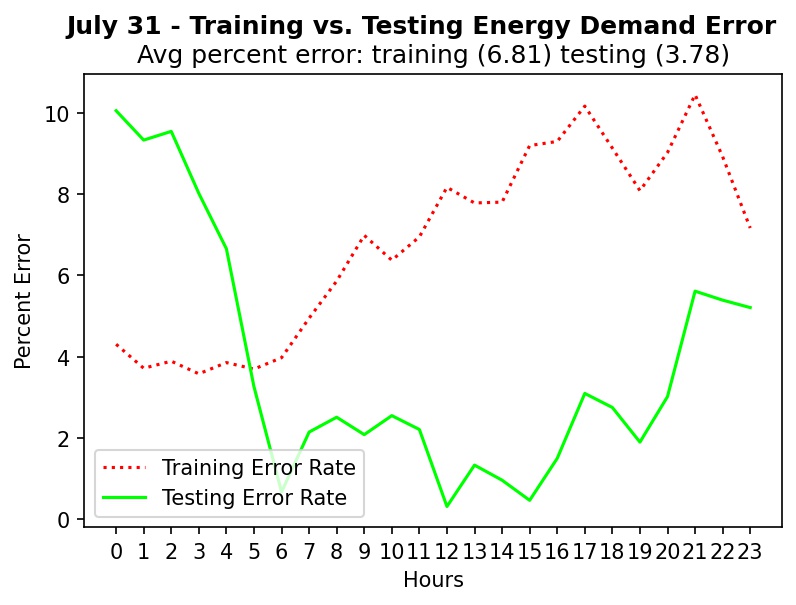 July 31 - Training vs. Testing Energy Demand Error
Avg percent error: training (6.81) testing (3.78)
10
8
6
4
2
0
Percent Error
Training Error Rate
Testing Error Rate
0 1 2 3 4 5 6 7 8 9 10 11 12 13 14 15 16 17 18 19 20 21 22 23
Hours